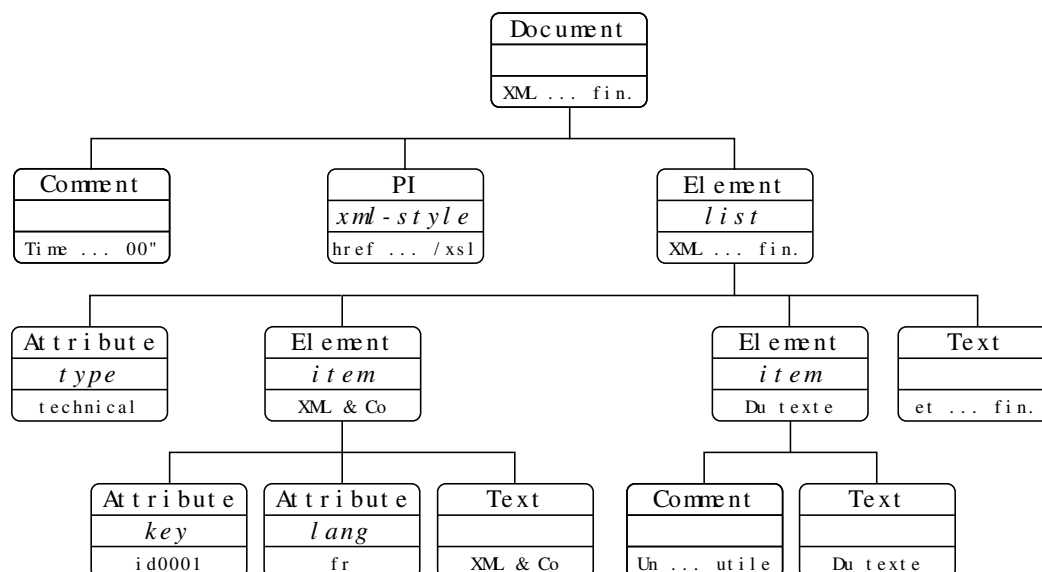 Document
XML ... fin.
Comment
Time ... 00"
PI
xml-style
href ... /xsl
Element
list
XML ... fin.
Attribute
type
technical
Element
item
XML & Co
Element
item
Du texte
Text
et ... fin.
Attribute
key
id0001
Attribute
lang
fr
Text
XML & Co
Comment
Un ... utile
Text
Du texte